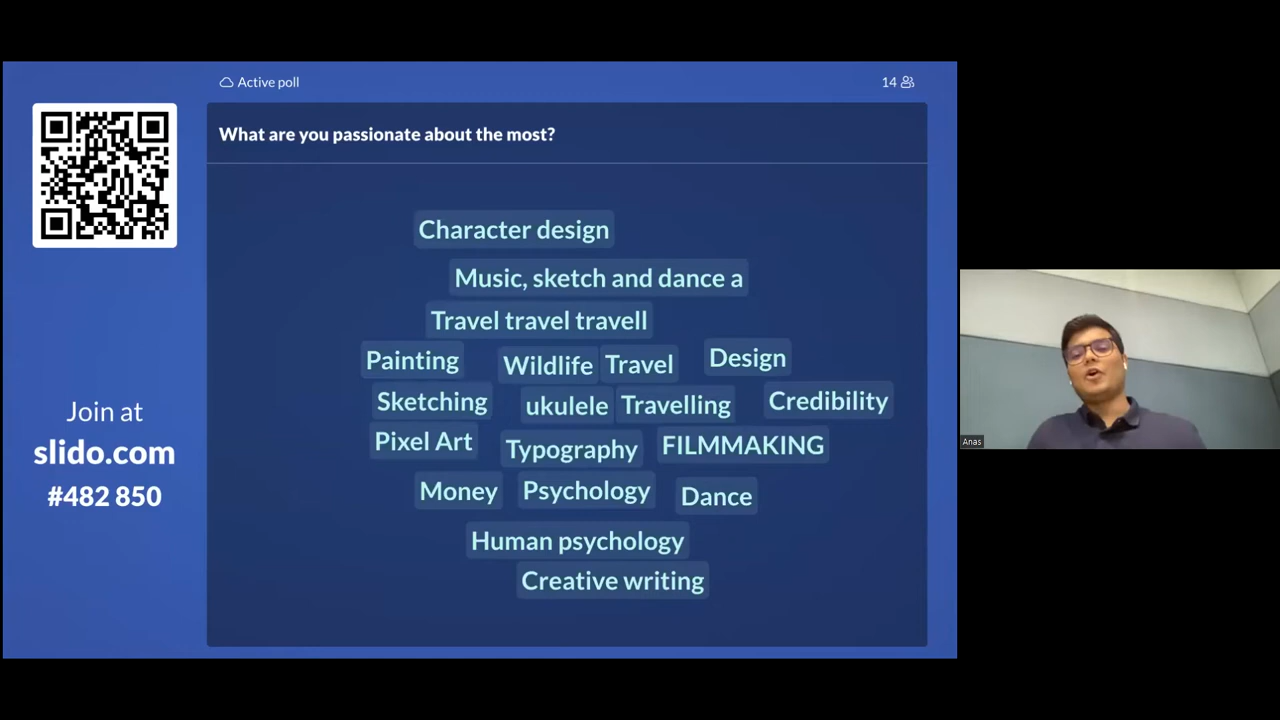 Active poll
14
What are you passionate about the most?
Character design
Music, sketch and dance a
Travel travel travell
Painting
Wildlife
Travel
Design
Sketching
ukulele
Travelling
Credibility
Pixel Art
Typography
FILMMAKING
Money
Psychology
Dance
Human psychology
Creative writing
Join at
slido.com
#482 850
Anas